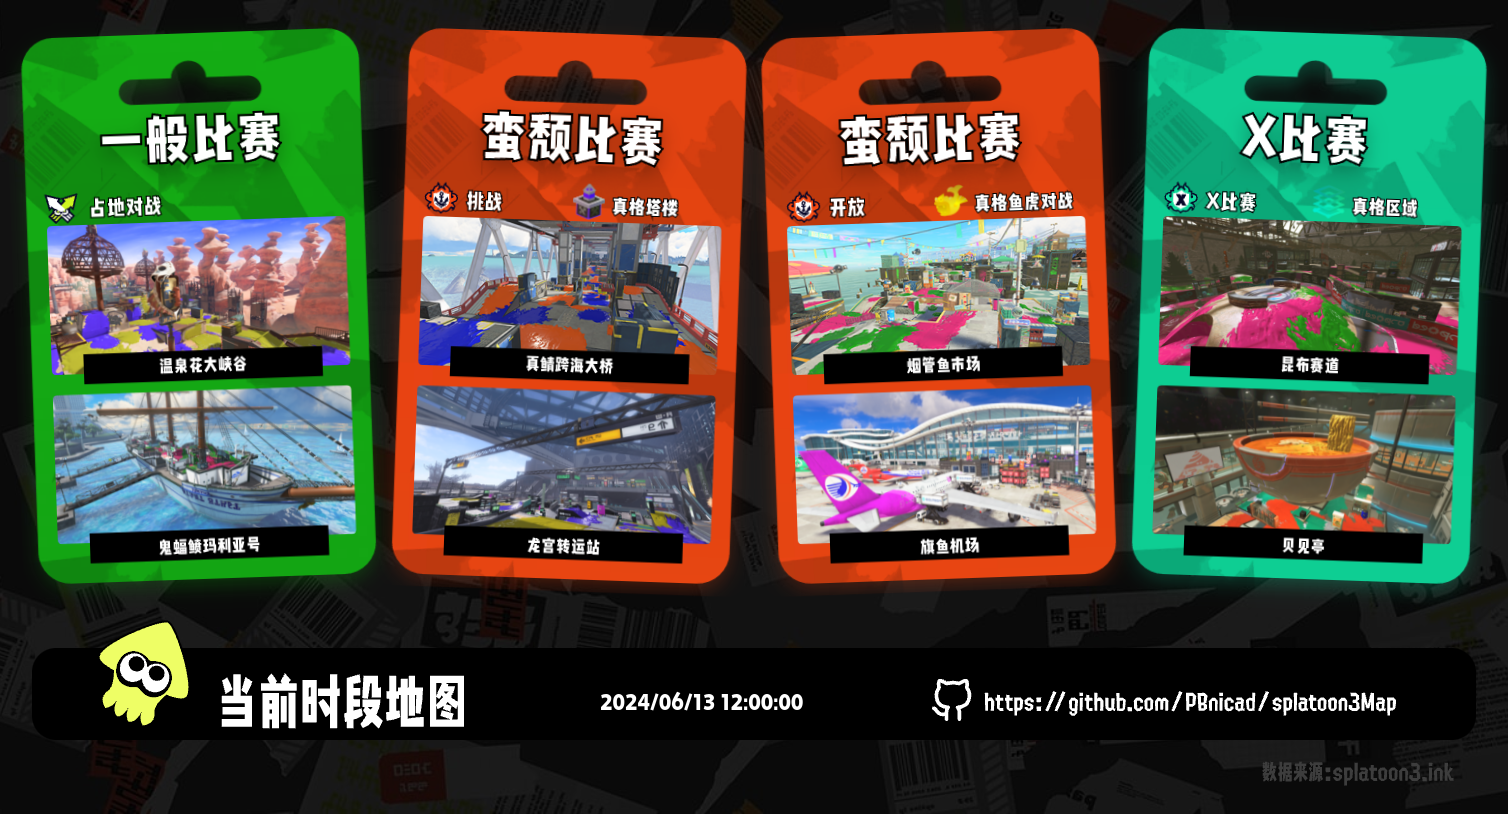 一般比赛
占地对战
温泉花大峡谷
鬼蝠鲼玛利亚号
蛮颓比赛
挑战
真格塔楼
真鲭跨海大桥
龙宫转运站
蛮颓比赛
开放
真格鱼虎对战
烟管鱼市场
旗鱼机场
X比赛
X比赛
真格区域
昆布赛道
贝见亭
当前时段地图
2024/06/13 12:00:00
https://github.com/PBnicad/splatoon3Map
数据来源:splatoon3.ink